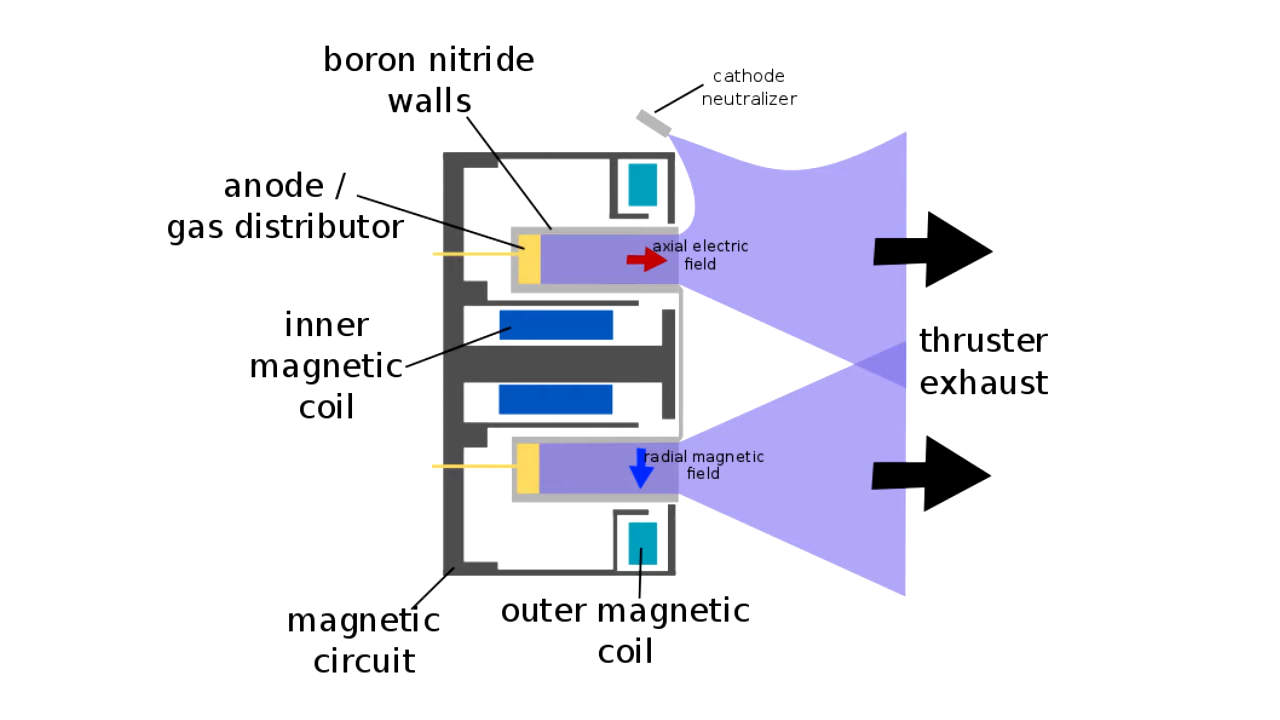 boron nitride
walls
cathode
neutralizer
anode /
gas distributor
axial electric
field
inner
magnetic
coil
thruster
exhaust
radial magnetic
field
magnetic
circuit
outer magnetic
coil